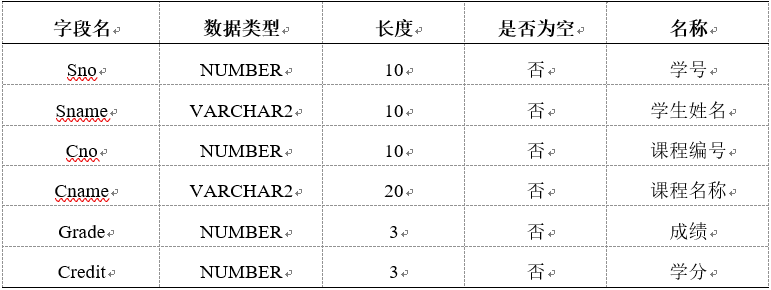 字段名 数据类型 长度 是否为空 名称
Sno NUMBER 10 否 学号
Sname VARCHAR2 10 否 学生姓名
Cno NUMBER 10 否 课程编号
Cname VARCHAR2 20 否 课程名称
Grade NUMBER 3 否 成绩
Credit NUMBER 3 否 学分